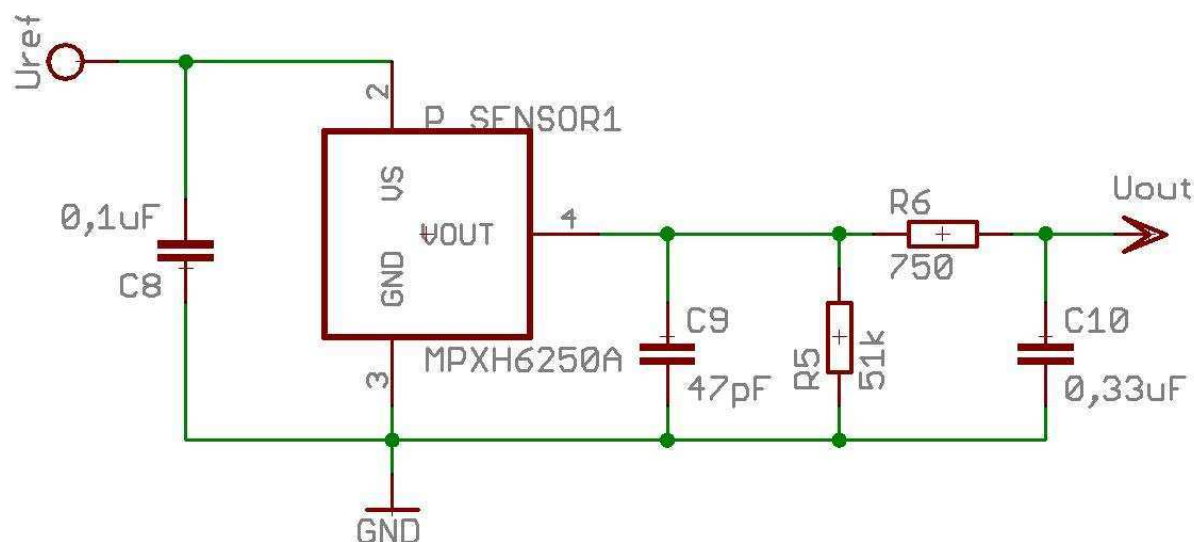 Uref
2
P_SENSOR1
VS
VOUT
GND
4
3
MPXH6250A
0,1uF
C8
C9
47pF
R5
51k
R6
750
C10
0,33uF
Uout
GND